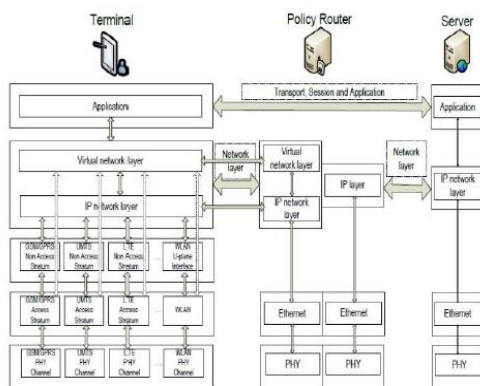 Terminal
Policy Router
Server
Transport, Session and Application
Application
Application
Virtual network layer
Network layer
Virtual network layer
Network layer
IP layer
IP network layer
IP network layer
IP network layer
GSM/GPRS Non Access Stratum
UMTS Non Access Stratum
LTE Non Access Stratum
WLAN U-plane Interface
GSM/GPRS Access Stratum
UMTS Access Stratum
LTE Access Stratum
WLAN
Ethernet
Ethernet
Ethernet
GSM/GPRS PHY Channel
UMTS PHY Channel
LTE PHY Channel
WLAN PHY Channel
PHY
PHY
PHY